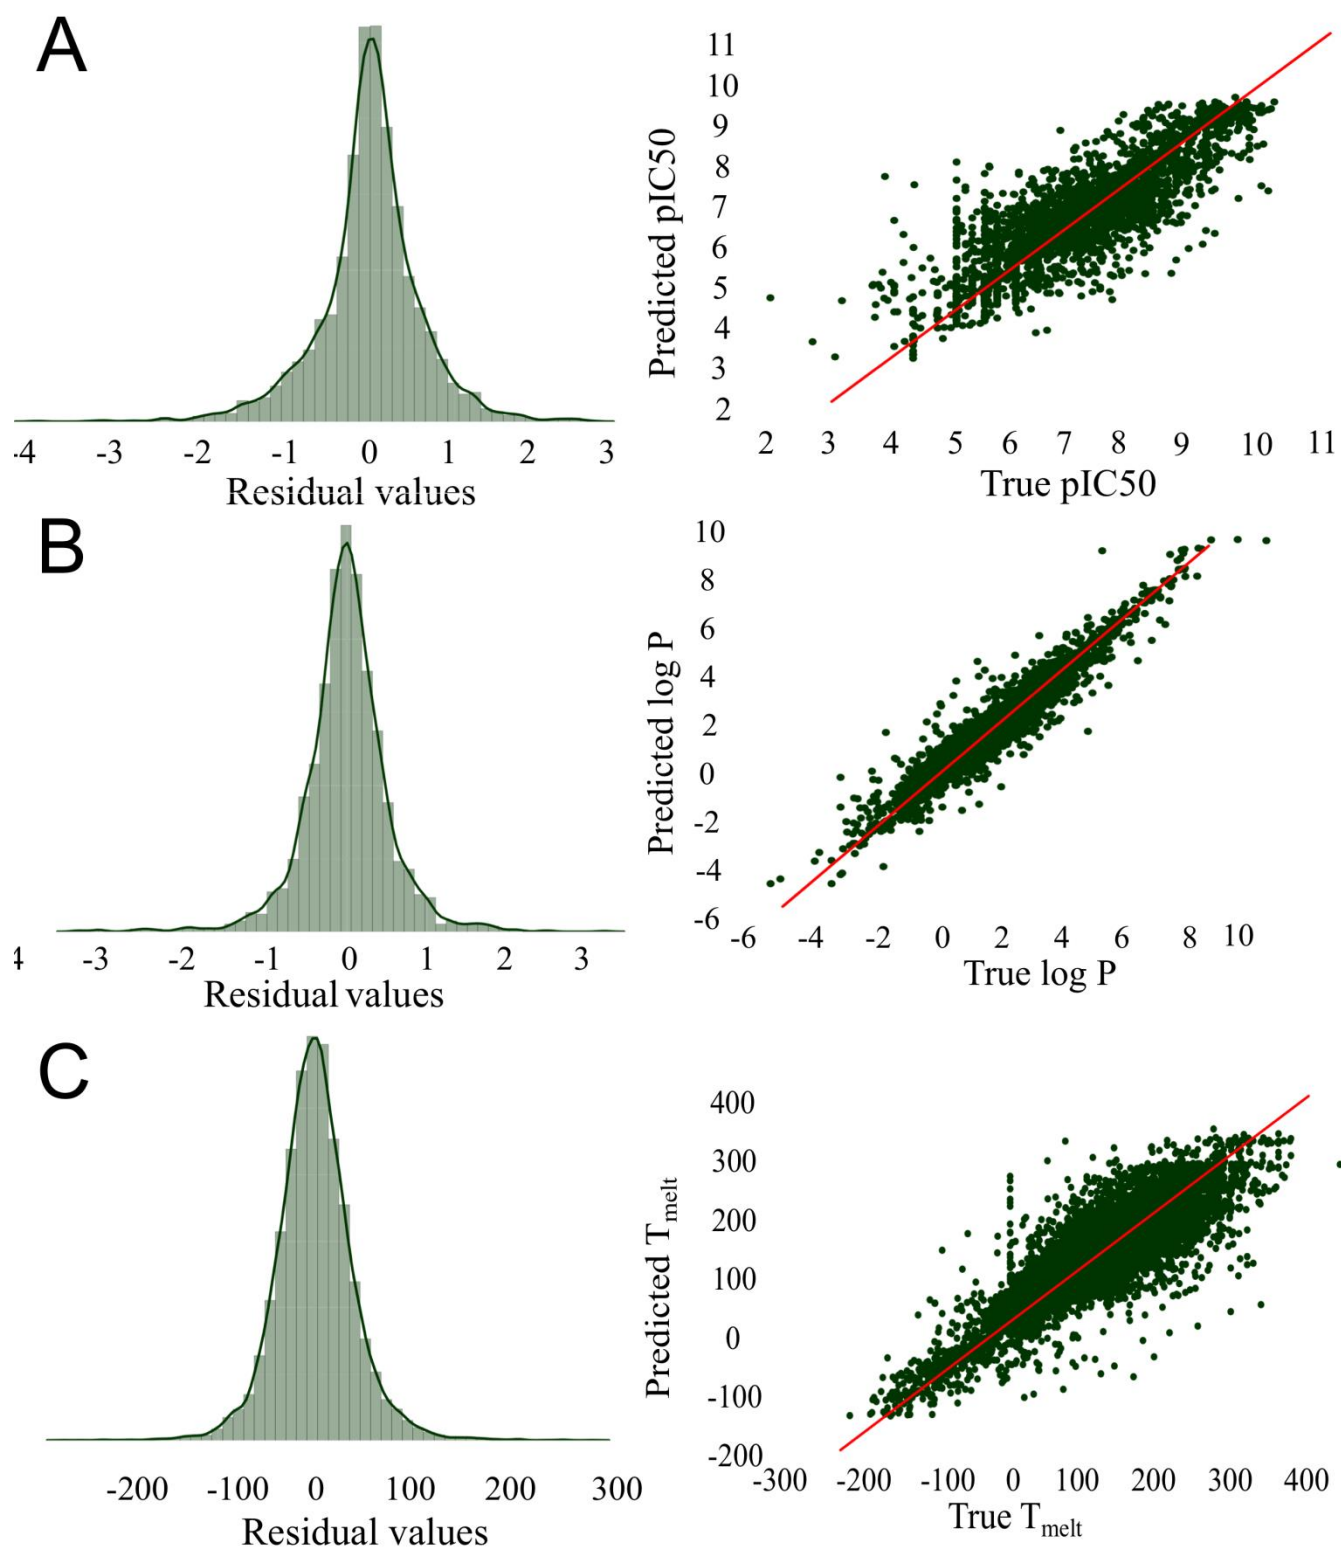 A
-4 -3 -2 -1 0 1 2 3
Residual values
Predicted pIC50
11
10
9
8
7
6
5
4
3
2
2 3 4 5 6 7 8 9 10 11
True pIC50
B
4 -3 -2 -1 0 1 2 3
Residual values
Predicted log P
10
8
6
4
2
0
-2
-4
-6
-6 -4 -2 0 2 4 6 8 10
True log P
C
-200 -100 0 100 200 300
Residual values
Predicted Tmelt
400
300
200
100
0
-100
-200
-300 -200 -100 0 100 200 300 400
True Tmelt